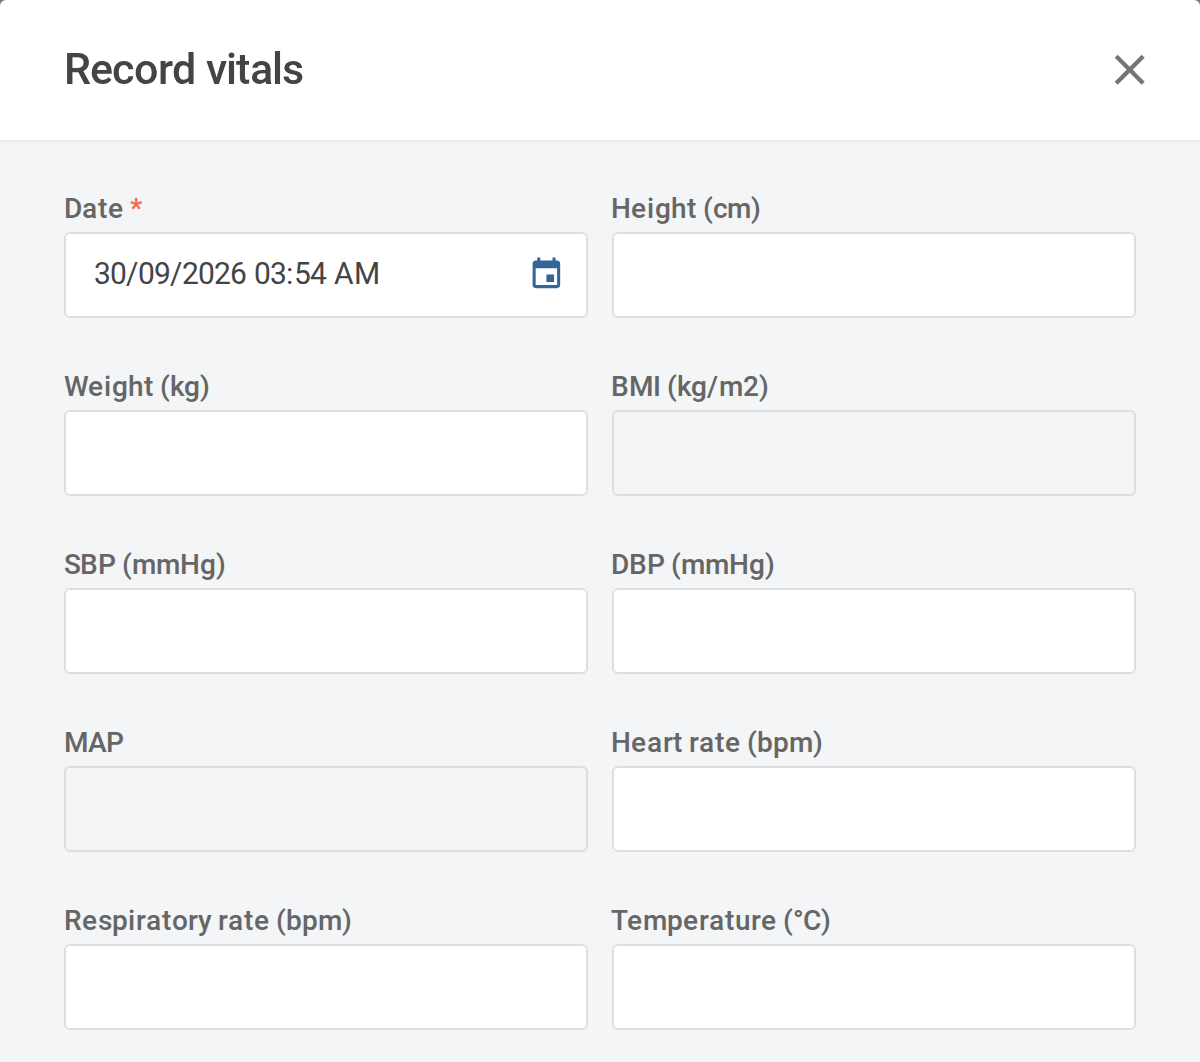 Record vitals
Date *
Height (cm)
30/09/2026 03:54 AM
Weight (kg)
BMI (kg/m2)
SBP (mmHg)
DBP (mmHg)
MAP
Heart rate (bpm)
Respiratory rate (bpm)
Temperature (°C)